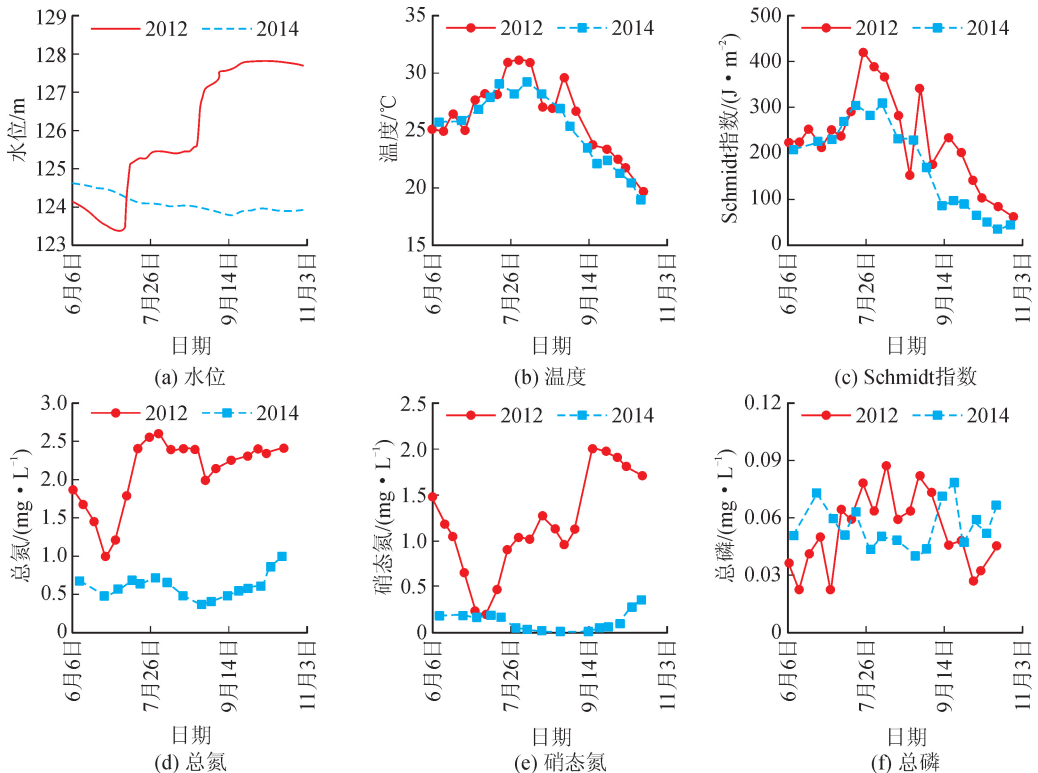 129
128
127
126
125
124
123
水位/m
2012
2014
6月6日
7月26日
9月14日
11月3日
日期
(a) 水位
35
30
25
20
15
温度/℃
2012
2014
6月6日
7月26日
9月14日
11月3日
日期
(b) 温度
500
400
300
200
100
0
Schmidt指数/(J·m⁻²)
2012
2014
6月6日
7月26日
9月14日
11月3日
日期
(c) Schmidt指数
3.0
2.5
2.0
1.5
1.0
0.5
0
总氮/(mg·L⁻¹)
2012
2014
6月6日
7月26日
9月14日
11月3日
日期
(d) 总氮
2.5
2.0
1.5
1.0
0.5
0
硝态氮/(mg·L⁻¹)
2012
2014
6月6日
7月26日
9月14日
11月3日
日期
(e) 硝态氮
0.12
0.09
0.06
0.03
0
总磷/(mg·L⁻¹)
2012
2014
6月6日
7月26日
9月14日
11月3日
日期
(f) 总磷